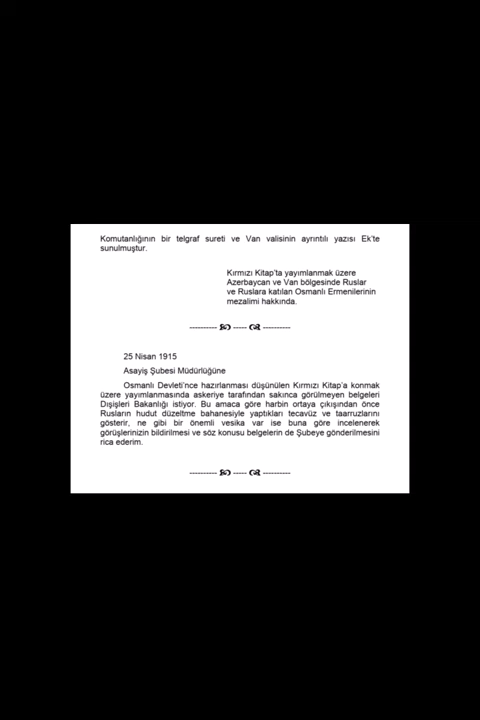 Komutanlığının bir telgraf sureti ve Van valisinin ayrıntılı yazısı Ek'te
sunulmuştur.
Kırmızı Kitap'ta yayımlanmak üzere
Azerbaycan ve Van bölgesinde Ruslar
ve Ruslara katılan Osmanlı Ermenilerinin
mezalimi hakkında.
25 Nisan 1915
Asayiş Şubesi Müdürlüğüne
Osmanlı Devleti'nce hazırlanması düşünülen Kırmızı Kitap'a konmak
üzere yayımlanmasında askeriye tarafından sakınca görülmeyen belgeleri
Dışişleri Bakanlığı istiyor. Bu amaca göre harbin ortaya çıkışından önce
Rusların hudut düzeltme bahanesiyle yaptıkları tecavüz ve taarruzlarını
gösterir, ne gibi bir önemli vesika var ise buna göre incelenerek
görüşlerinizin bildirilmesi ve söz konusu belgelerin de Şubeye gönderilmesini
rica ederim.